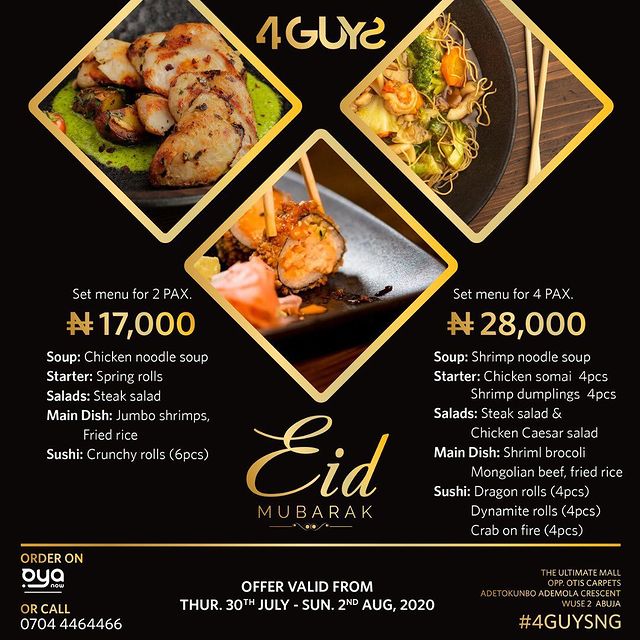 4GUYS
Set menu for 2 PAX.
₦ 17,000
Soup: Chicken noodle soup
Starter: Spring rolls
Salads: Steak salad
Main Dish: Jumbo shrimps,
Fried rice
Sushi: Crunchy rolls (6pcs)
Set menu for 4 PAX.
₦ 28,000
Soup: Shrimp noodle soup
Starter: Chicken somai 4pcs
Shrimp dumplings 4pcs
Salads: Steak salad &
Chicken Caesar salad
Main Dish: Shriml brocoli
Mongolian beef, fried rice
Sushi: Dragon rolls (4pcs)
Dynamite rolls (4pcs)
Crab on fire (4pcs)
Eid
MUBARAK
ORDER ON
oya
now
OR CALL
0704 4464466
OFFER VALID FROM
THUR. 30TH JULY - SUN. 2ND AUG, 2020
THE ULTIMATE MALL
OPP. OTIS CARPETS
ADETOKUNBO ADEMOLA CRESCENT
WUSE 2 ABUJA
#4GUYSNG